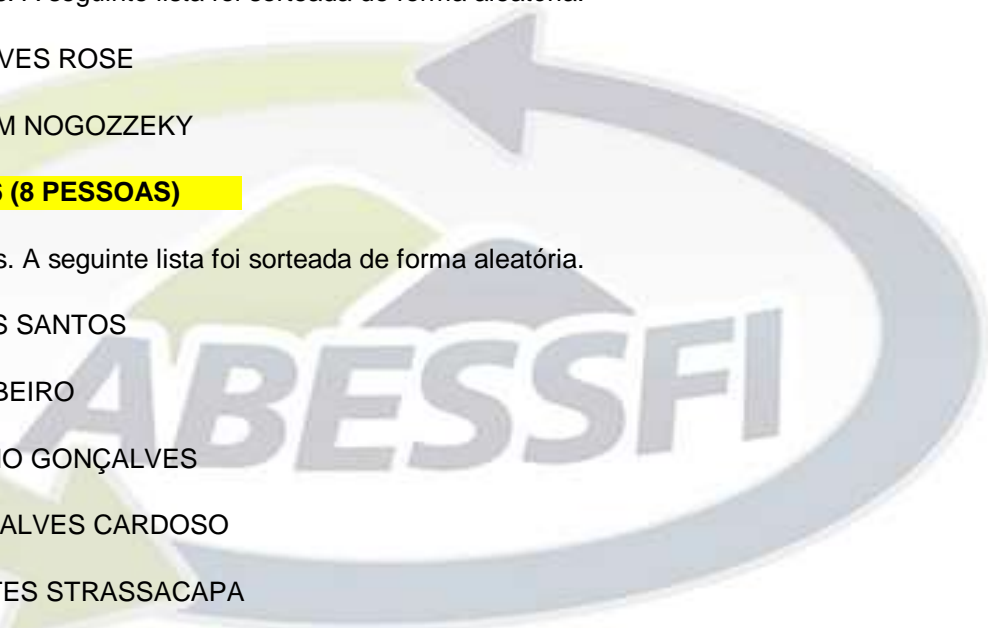 A seguinte lista foi sorteada de forma aleatória.
VES ROSE
M NOGOZZEKY
(8 PESSOAS)
s. A seguinte lista foi sorteada de forma aleatória.
S SANTOS
BEIRO
O GONÇALVES
ALVES CARDOSO
TES STRASSACAPA
ABESSFI